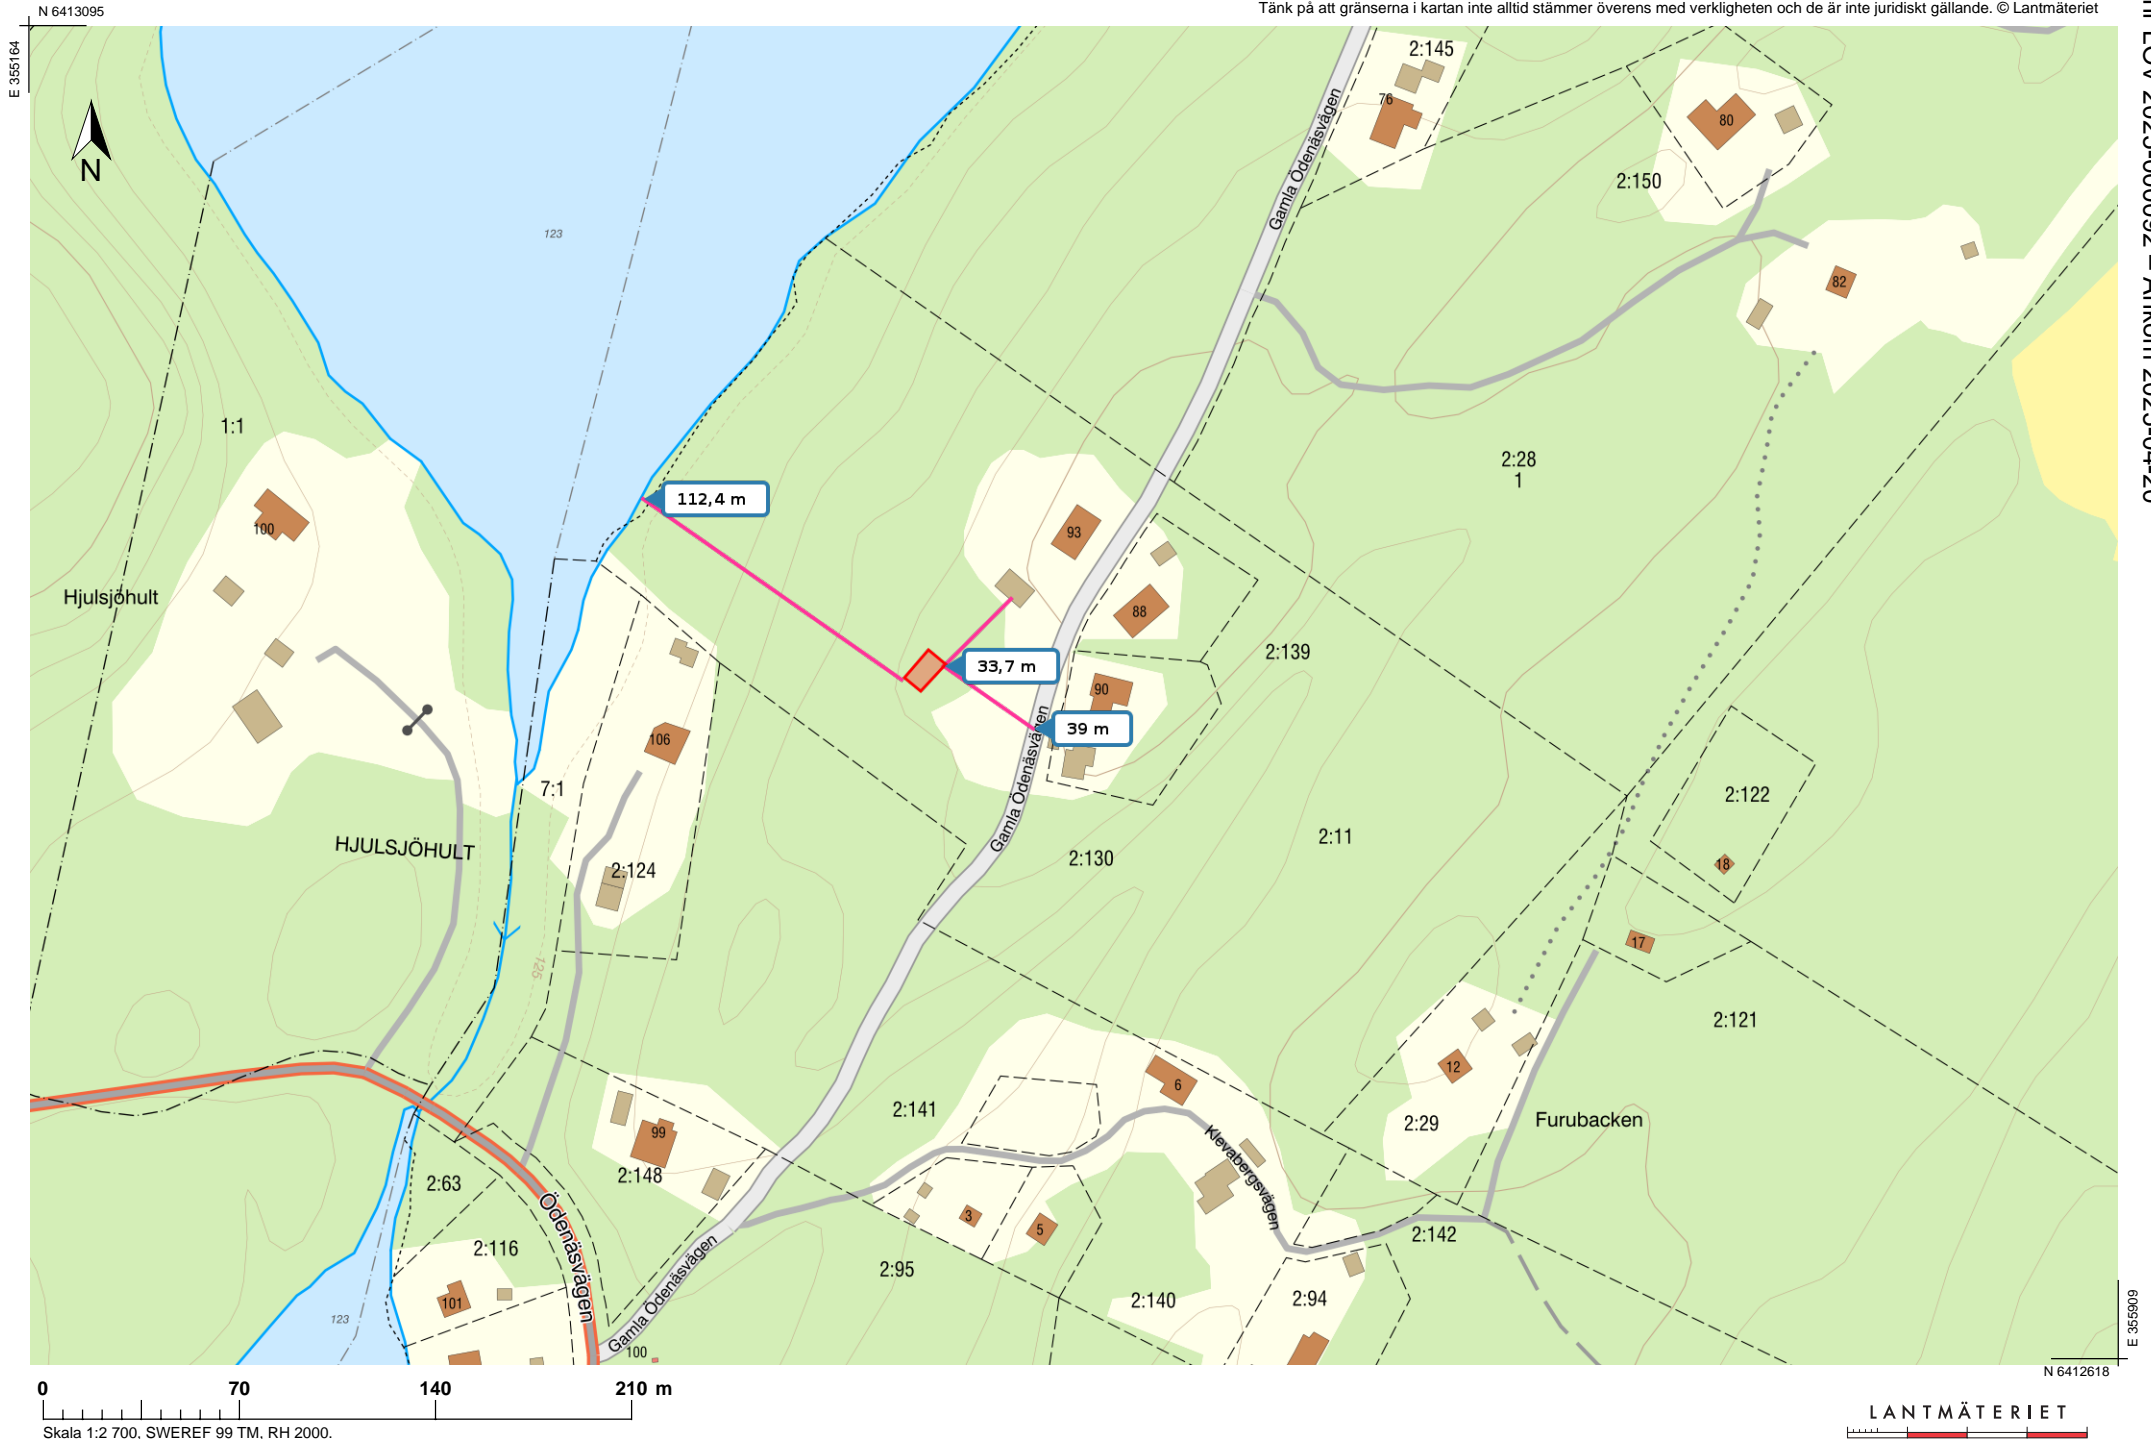 N 6413095
Tänk på att gränserna i kartan inte alltid stämmer överens med verkligheten och de är inte juridiskt gällande. © Lantmäteriet
E 355164
N
2:145
76
80
2:150
Gamla Ödenäsvägen
123
82
1:1
2:28
1
112,4 m
100
93
Hjulsjöhult
88
33,7 m
2:139
90
39 m
106
Gamla Ödenäsvägen
7:1
2:122
HJULSJÖHULT
2:11
2:130
18
2:124
17
125
2:121
12
6
2:141
2:29
Furubacken
99
Klevabergsvägen
2:148
2:63
3
5
2:142
Ödenäsvägen
2:116
2:95
Gamla Ödenäsvägen
2:140
2:94
101
123
100
E 355909
N 6412618
0 70 140 210 m
Skala 1:2 700, SWEREF 99 TM, RH 2000.
LANTMÄTERIET